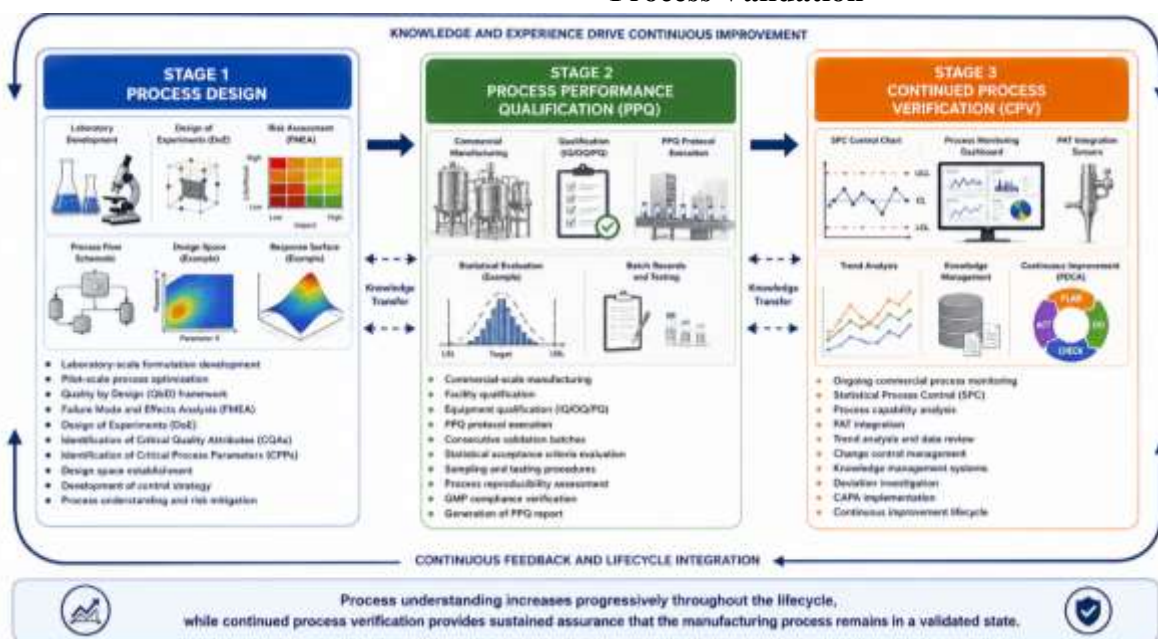 Process Validation
KNOWLEDGE AND EXPERIENCE DRIVE CONTINUOUS IMPROVEMENT
STAGE 1
PROCESS DESIGN
Laboratory
Development
Design of
Experiments (DoE)
Risk Assessment
(FMEA)
High
Likelihood
Low
Low
High
Impact
Process Flow
Schematic
Design Space
(Example)
Response Surface
(Example)
Parameter X
Laboratory-scale formulation development
Pilot-scale process optimization
Quality by Design (QbD) framework
Failure Mode and Effects Analysis (FMEA)
Design of Experiments (DoE)
Identification of Critical Quality Attributes (CQAs)
Identification of Critical Process Parameters (CPPs)
Design space establishment
Development of control strategy
Process understanding and risk mitigation
Knowledge
Transfer
STAGE 2
PROCESS PERFORMANCE
QUALIFICATION (PPQ)
Commercial
Manufacturing
Qualification
(IQ/OQ/PQ)
PPQ Protocol
Execution
Statistical Evaluation
(Example)
LSL
Target
USL
Batch Records
and Testing
Commercial-scale manufacturing
Facility qualification
Equipment qualification (IQ/OQ/PQ)
PPQ protocol execution
Consecutive validation batches
Statistical acceptance criteria evaluation
Sampling and testing procedures
Process reproducibility assessment
GMP compliance verification
Generation of PPQ report
Knowledge
Transfer
STAGE 3
CONTINUED PROCESS
VERIFICATION (CPV)
SPC Control Chart
UCL
CL
LCL
Process Monitoring
Dashboard
PAT Integration
Sensors
Trend Analysis
Knowledge
Management
Continuous Improvement
(PDCA)
PLAN
ACT
DO
CHECK
Ongoing commercial process monitoring
Statistical Process Control (SPC)
Process capability analysis
PAT integration
Trend analysis and data review
Change control management
Knowledge management systems
Deviation investigation
CAPA implementation
Continuous improvement lifecycle
CONTINUOUS FEEDBACK AND LIFECYCLE INTEGRATION
Process understanding increases progressively throughout the lifecycle,
while continued process verification provides sustained assurance that the manufacturing process remains in a validated state.